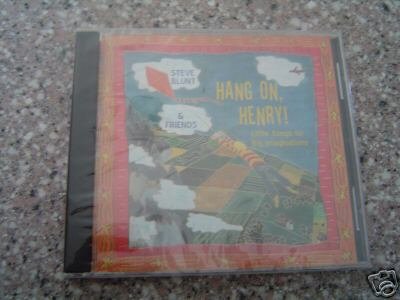 STEVE
BLUNT
&
FRIENDS
HANG ON,
HENRY!
Little Songs for
Big Imaginations